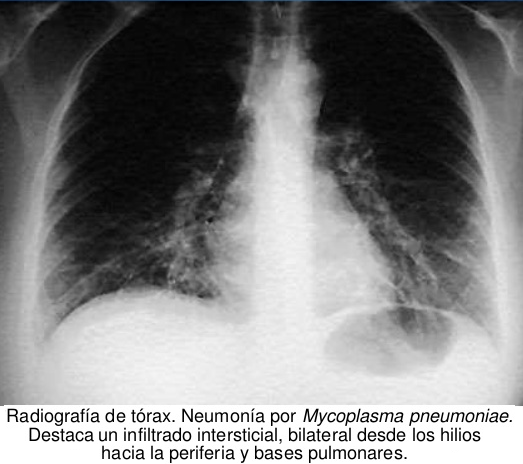 Radiografía de tórax. Neumonía por Mycoplasma pneumoniae.
Destaca un infiltrado intersticial, bilateral desde los hilios
hacia la periferia y bases pulmonares.